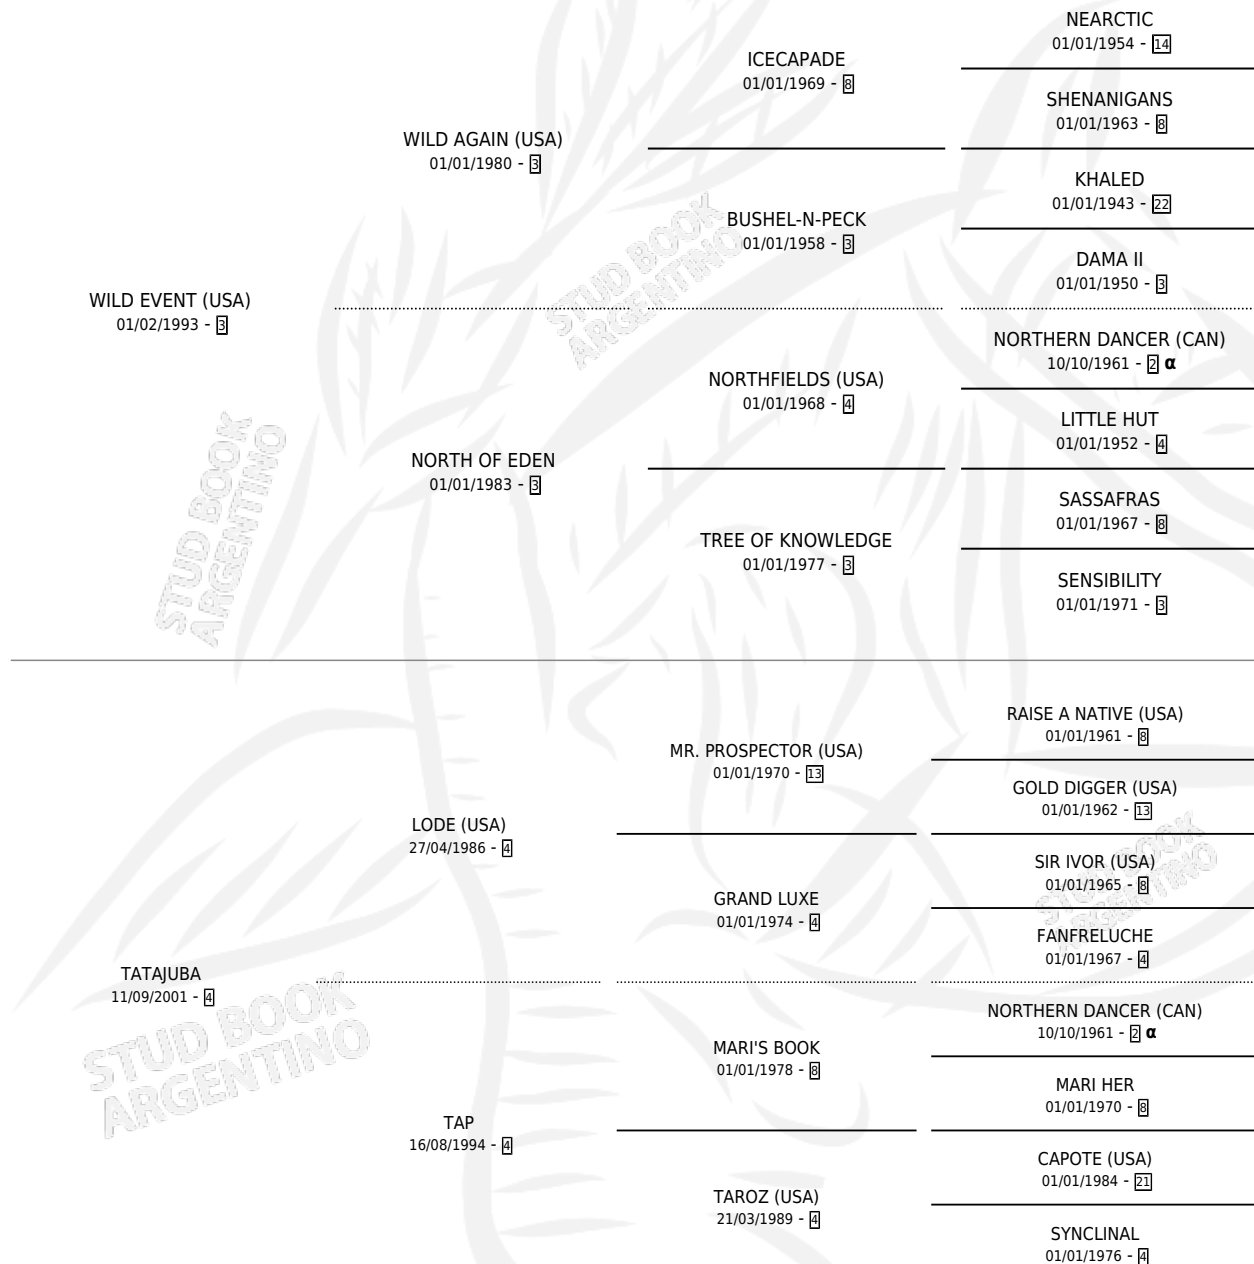 NEARCTIC
01/01/1954 - 14
ICECAPADE
01/01/1969 - 8
SHENANIGANS
01/01/1963 - 8
WILD AGAIN (USA)
01/01/1980 - 3
KHALED
01/01/1943 - 22
BUSHEL-N-PECK
01/01/1958 - 3
DAMA II
01/01/1950 - 3
WILD EVENT (USA)
01/02/1993 - 3
STUD BOOK
ARGENTINO
NORTHERN DANCER (CAN)
10/10/1961 - 2 α
NORTHFIELDS (USA)
01/01/1968 - 4
LITTLE HUT
01/01/1952 - 4
NORTH OF EDEN
01/01/1983 - 3
SASSAFRAS
01/01/1967 - 8
TREE OF KNOWLEDGE
01/01/1977 - 3
SENSIBILITY
01/01/1971 - 3
STUD BOOK
ARGENTINO
RAISE A NATIVE (USA)
01/01/1961 - 8
MR. PROSPECTOR (USA)
01/01/1970 - 13
GOLD DIGGER (USA)
01/01/1962 - 13
LODE (USA)
27/04/1986 - 4
SIR IVOR (USA)
01/01/1965 - 8
GRAND LUXE
01/01/1974 - 4
FANFRELUCHE
01/01/1967 - 4
STUD BOOK
ARGENTINO
TATAJUBA
11/09/2001 - 4
STUD BOOK
ARGENTINO
NORTHERN DANCER (CAN)
10/10/1961 - 2 α
MARI'S BOOK
01/01/1978 - 8
MARI HER
01/01/1970 - 8
TAP
16/08/1994 - 4
CAPOTE (USA)
01/01/1984 - 21
TAROZ (USA)
21/03/1989 - 4
SYNCLINAL
01/01/1976 - 4